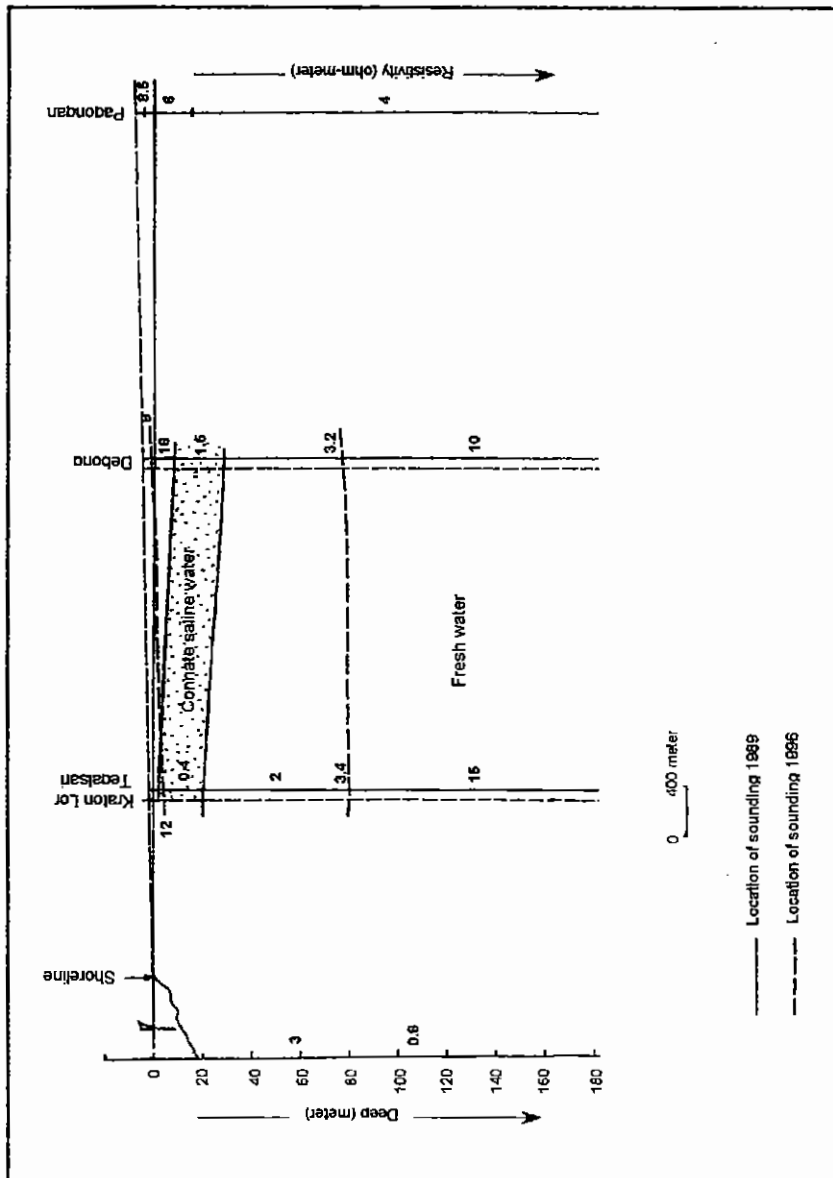 Shoreline
Kraton Lor
Tegalsari
Debong
Pagongan
Deep (meter)
0
20
40
60
80
100
120
140
160
180
Resistivity (ohm-meter)
3
0.8
12
0.4
2
3.4
15
18
1.5
3.2
10
8.5
6
4
Connate saline water
Fresh water
0 400 meter
Location of sounding 1989
Location of sounding 1996